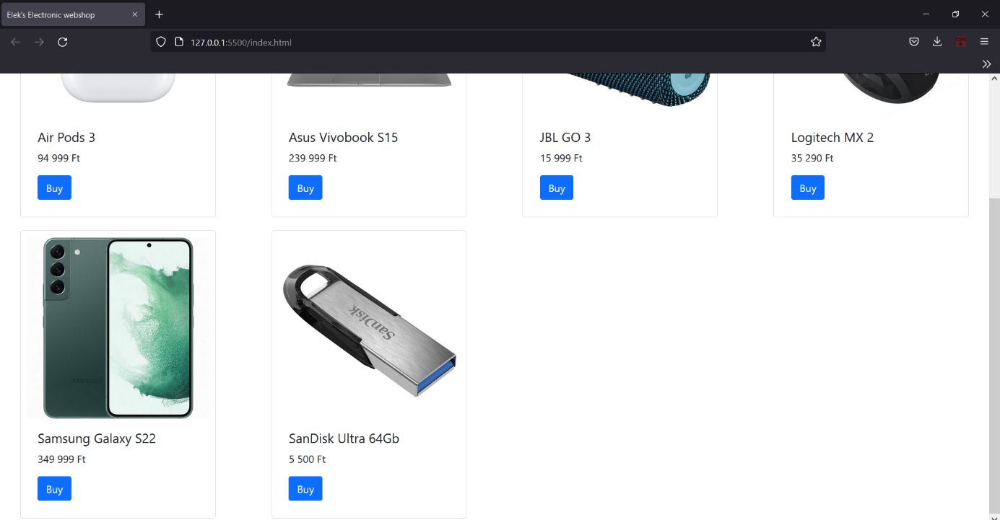 Elek's Electronic webshop
127.0.0.1:5500/index.html
Air Pods 3
94 999 Ft
Buy
Asus Vivobook S15
239 999 Ft
Buy
JBL GO 3
15 999 Ft
Buy
Logitech MX 2
35 290 Ft
Buy
SAMSUNG
Samsung Galaxy S22
349 999 Ft
Buy
SanDisk
SanDisk Ultra 64Gb
5 500 Ft
Buy